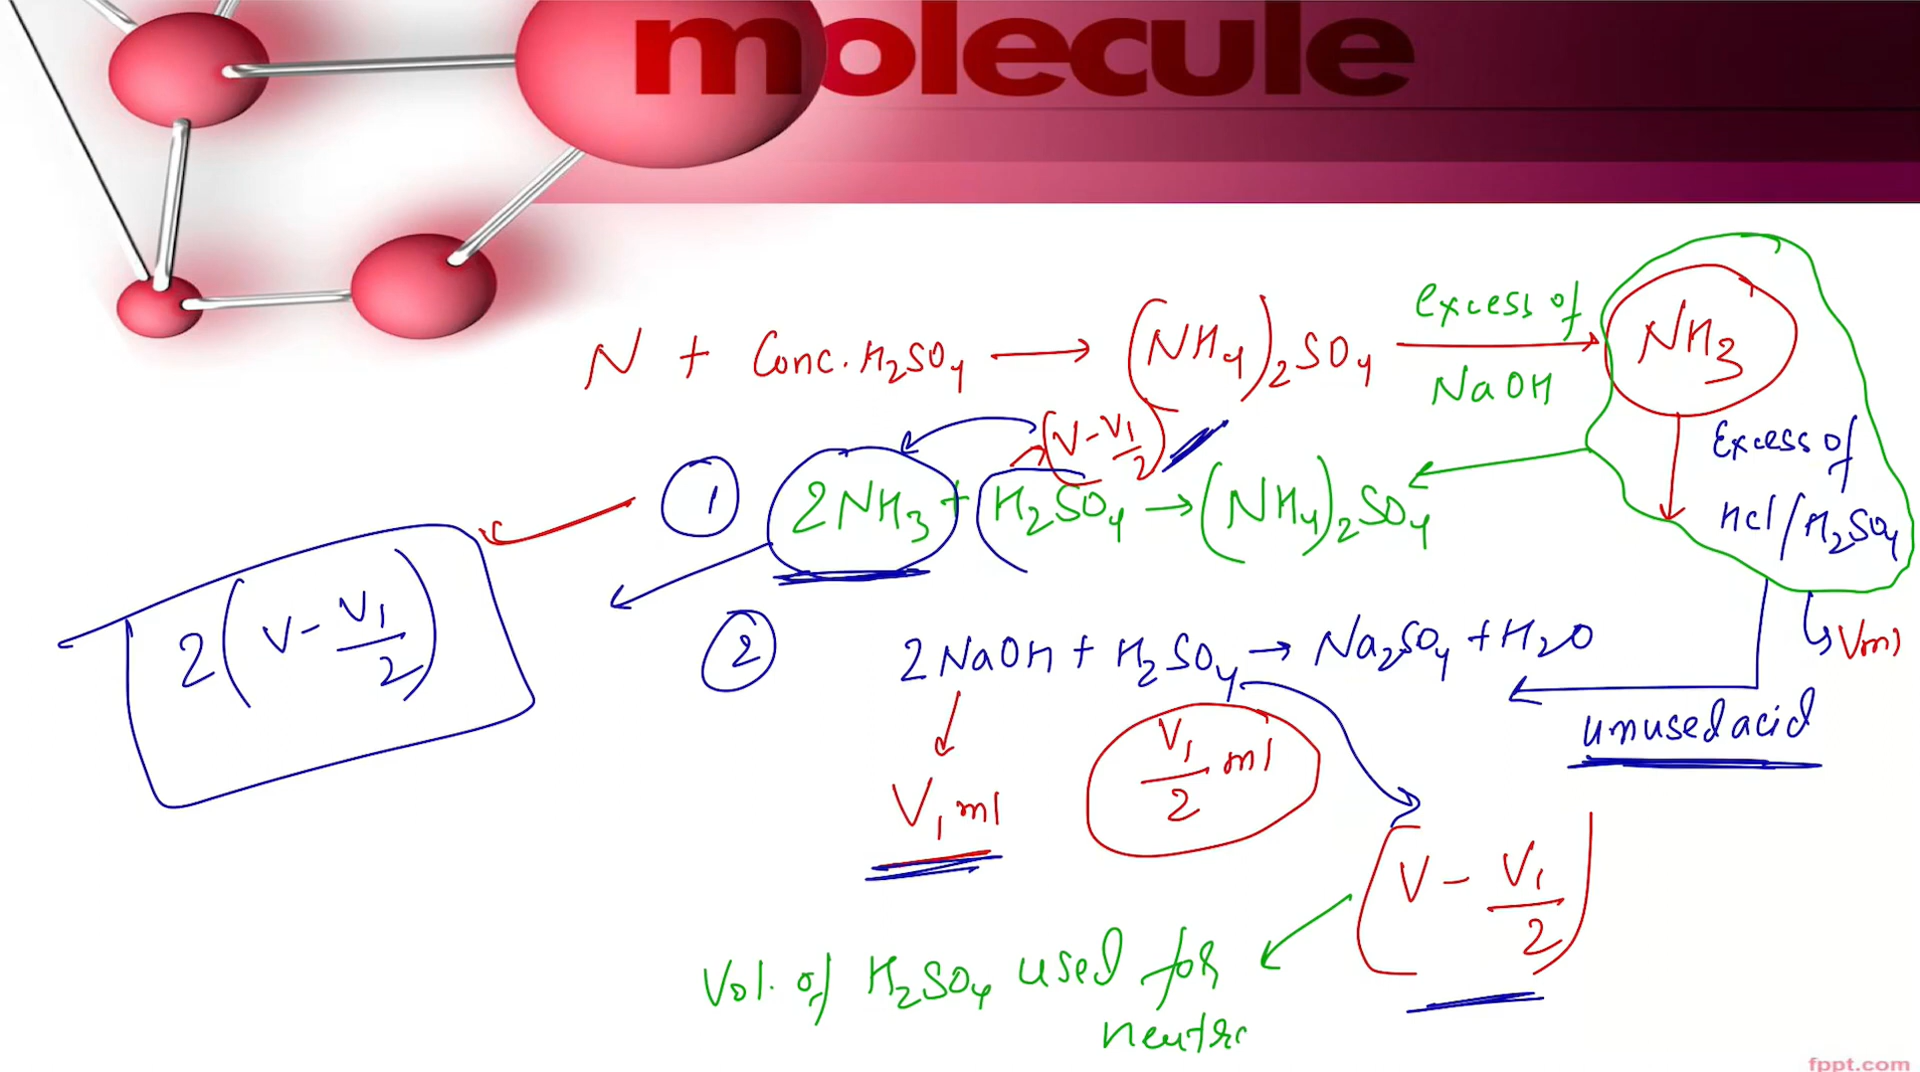 molecule
N + Conc. H₂SO₄ → (NH₄)₂SO₄ excess of NaOH → NH₃
Excess of HCl / H₂SO₄
(V - V₁/2)
① 2NH₃ + H₂SO₄ → (NH₄)₂SO₄
2(V - V₁/2)
② 2NaOH + H₂SO₄ → Na₂SO₄ + H₂O
Vml
unused acid
V₁ ml
V₁/2 ml
(V - V₁/2)
Vol. of H₂SO₄ used for
neutr
fppt.com